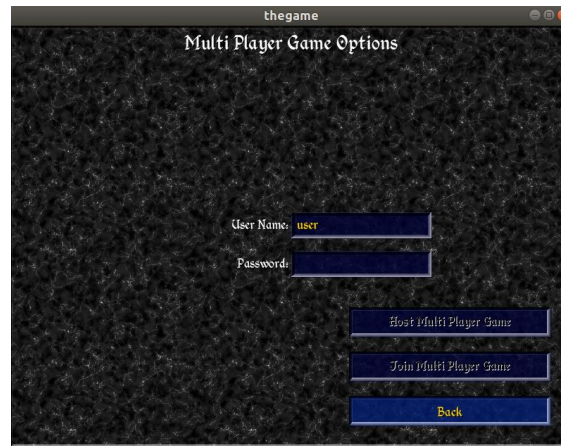 thegame
Multi Player Game Options
User Name: user
Password:
Host Multi Player Game
Join Multi Player Game
Back